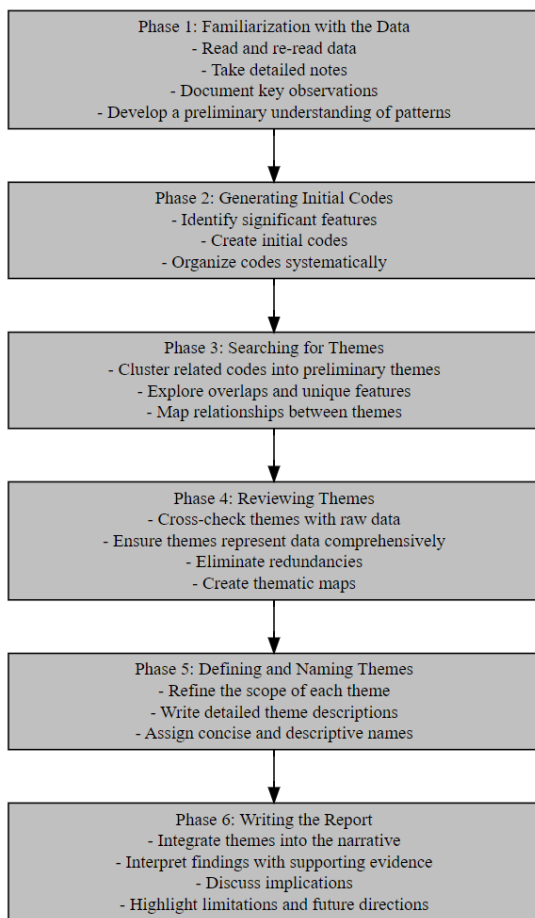 Phase 1: Familiarization with the Data
- Read and re-read data
- Take detailed notes
- Document key observations
- Develop a preliminary understanding of patterns
Phase 2: Generating Initial Codes
- Identify significant features
- Create initial codes
- Organize codes systematically
Phase 3: Searching for Themes
- Cluster related codes into preliminary themes
- Explore overlaps and unique features
- Map relationships between themes
Phase 4: Reviewing Themes
- Cross-check themes with raw data
- Ensure themes represent data comprehensively
- Eliminate redundancies
- Create thematic maps
Phase 5: Defining and Naming Themes
- Refine the scope of each theme
- Write detailed theme descriptions
- Assign concise and descriptive names
Phase 6: Writing the Report
- Integrate themes into the narrative
- Interpret findings with supporting evidence
- Discuss implications
- Highlight limitations and future directions